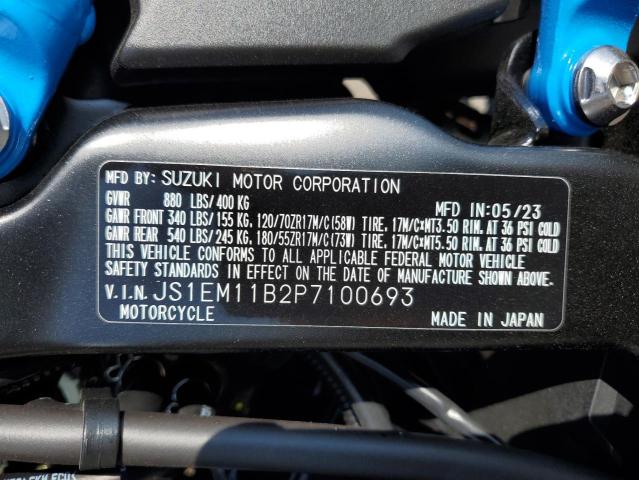 MFD BY: SUZUKI MOTOR CORPORATION
GVWR 880 LBS/400 KG MFD IN:05/23
GAWR FRONT 340 LBS/155 KG, 120/70ZR17M/C(58W) TIRE, 17M/C×MT3.50 RIM, AT 36 PSI COLD
GAWR REAR 540 LBS/245 KG, 180/55ZR17M/C(73W) TIRE, 17M/C×MT5.50 RIM, AT 36 PSI COLD
THIS VEHICLE CONFORMS TO ALL APPLICABLE FEDERAL MOTOR VEHICLE
SAFETY STANDARDS IN EFFECT ON THE DATE OF MANUFACTURE SHOWN ABOVE.
V.I.N. JS1EM11B2P7100693
MOTORCYCLE MADE IN JAPAN